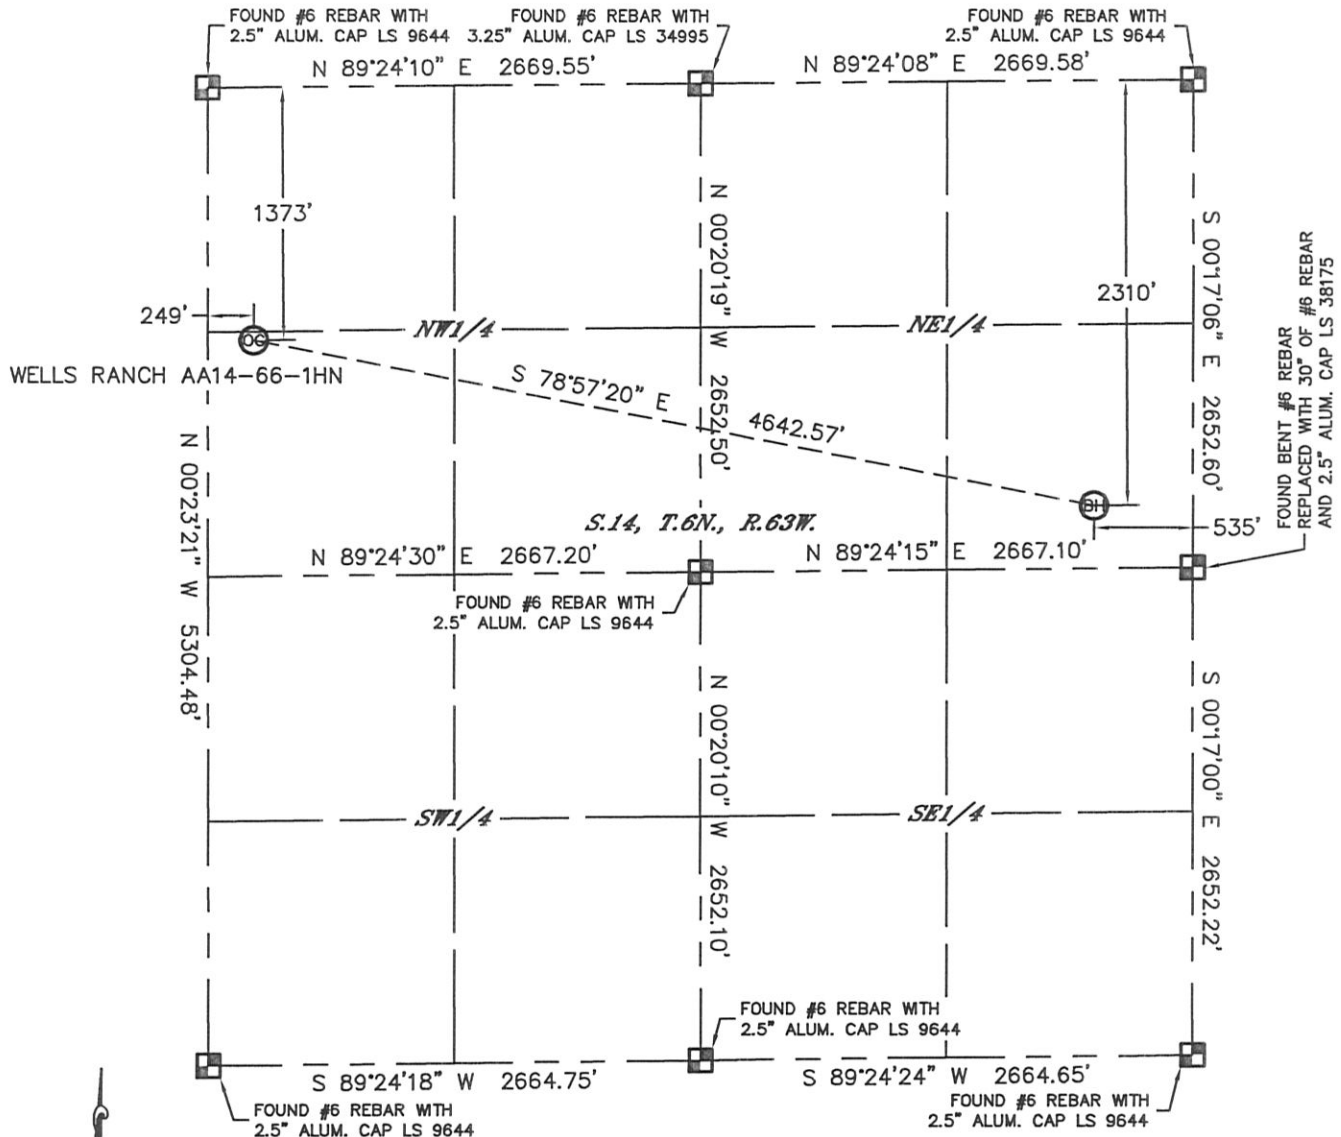 FOUND #6 REBAR WITH
2.5" ALUM. CAP LS 9644
FOUND #6 REBAR WITH
3.25" ALUM. CAP LS 34995
FOUND #6 REBAR WITH
2.5" ALUM. CAP LS 9644
N 89°24'10" E 2669.55'
N 89°24'08" E 2669.58'
1373'
N 00°20'19" W 2652.50'
S 00°17'06" E 2652.60'
2310'
FOUND BENT #6 REBAR
REPLACED WITH 30" OF #6 REBAR
AND 2.5" ALUM. CAP LS 38175
249'
OG
NW1/4
NE1/4
WELLS RANCH AA14-66-1HN
S 78°57'20" E 4642.57'
N 00°23'21" W 5304.48'
BH
S.14, T.6N., R.63W.
535'
N 89°24'30" E 2667.20'
N 89°24'15" E 2667.10'
FOUND #6 REBAR WITH
2.5" ALUM. CAP LS 9644
N 00°20'10" W 2652.10'
S 00°17'00" E 2652.22'
SW1/4
SE1/4
FOUND #6 REBAR WITH
2.5" ALUM. CAP LS 9644
S 89°24'18" W 2664.75'
S 89°24'24" W 2664.65'
FOUND #6 REBAR WITH
2.5" ALUM. CAP LS 9644
FOUND #6 REBAR WITH
2.5" ALUM. CAP LS 9644